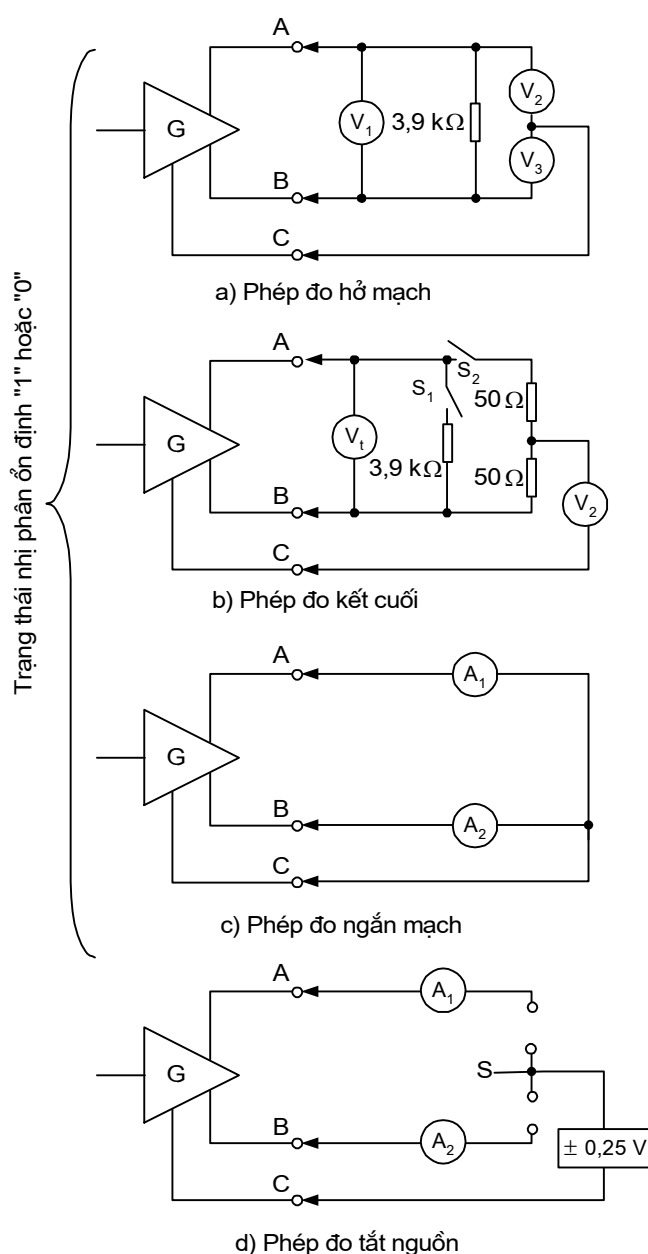 Trạng thái nhị phân ổn định "1" hoặc "0"
A
G
V1
3,9 kΩ
V2
V3
B
C
a) Phép đo hở mạch
A
S2
S1
50 Ω
G
Vt
3,9 kΩ
50 Ω
B
V2
C
b) Phép đo kết cuối
A
A1
G
B
A2
C
c) Phép đo ngắn mạch
A
A1
G
S
B
A2
± 0,25 V
C
d) Phép đo tắt nguồn